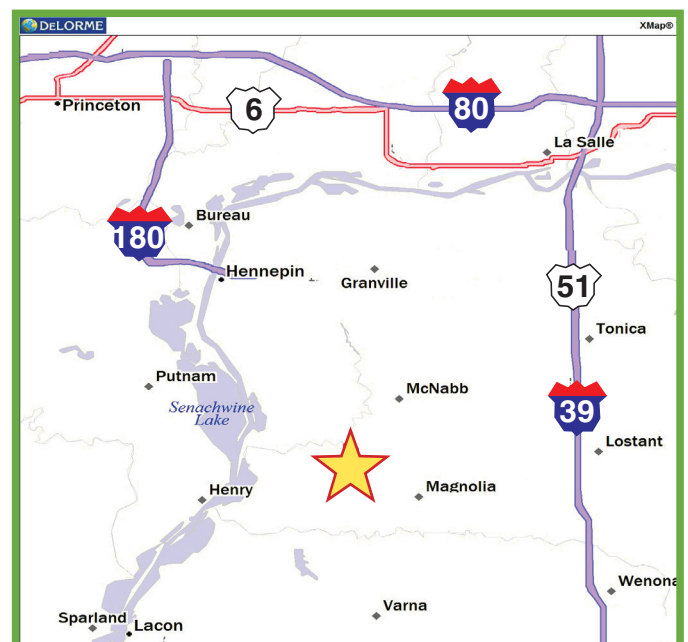 DELORME
XMap®
Princeton
6
80
La Salle
Bureau
180
Hennepin
Granville
51
Tonica
Putnam
McNabb
Senachwine
Lake
39
Lostant
Henry
Magnolia
Wenona
Varna
Sparland
Lacon